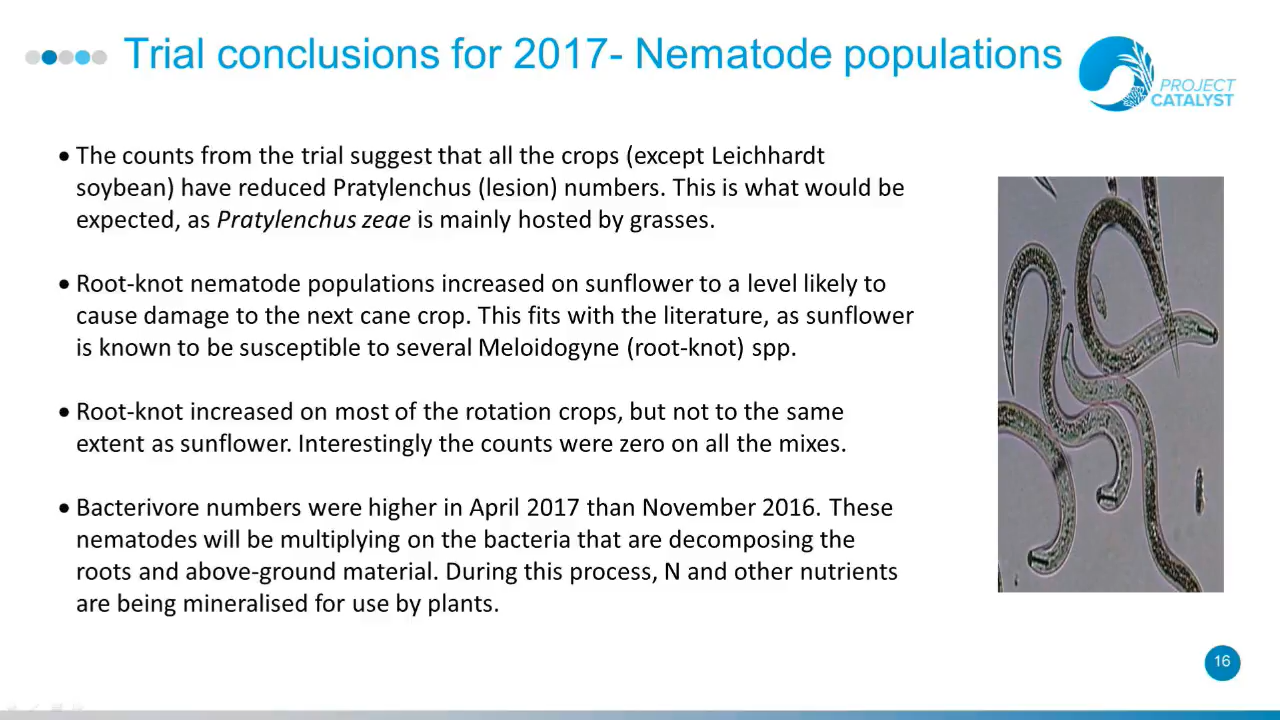 Trial conclusions for 2017- Nematode populations
PROJECT
CATALYST
• The counts from the trial suggest that all the crops (except Leichhardt
soybean) have reduced Pratylenchus (lesion) numbers. This is what would be
expected, as Pratylenchus zeae is mainly hosted by grasses.
• Root-knot nematode populations increased on sunflower to a level likely to
cause damage to the next cane crop. This fits with the literature, as sunflower
is known to be susceptible to several Meloidogyne (root-knot) spp.
• Root-knot increased on most of the rotation crops, but not to the same
extent as sunflower. Interestingly the counts were zero on all the mixes.
• Bacterivore numbers were higher in April 2017 than November 2016. These
nematodes will be multiplying on the bacteria that are decomposing the
roots and above-ground material. During this process, N and other nutrients
are being mineralised for use by plants.
16